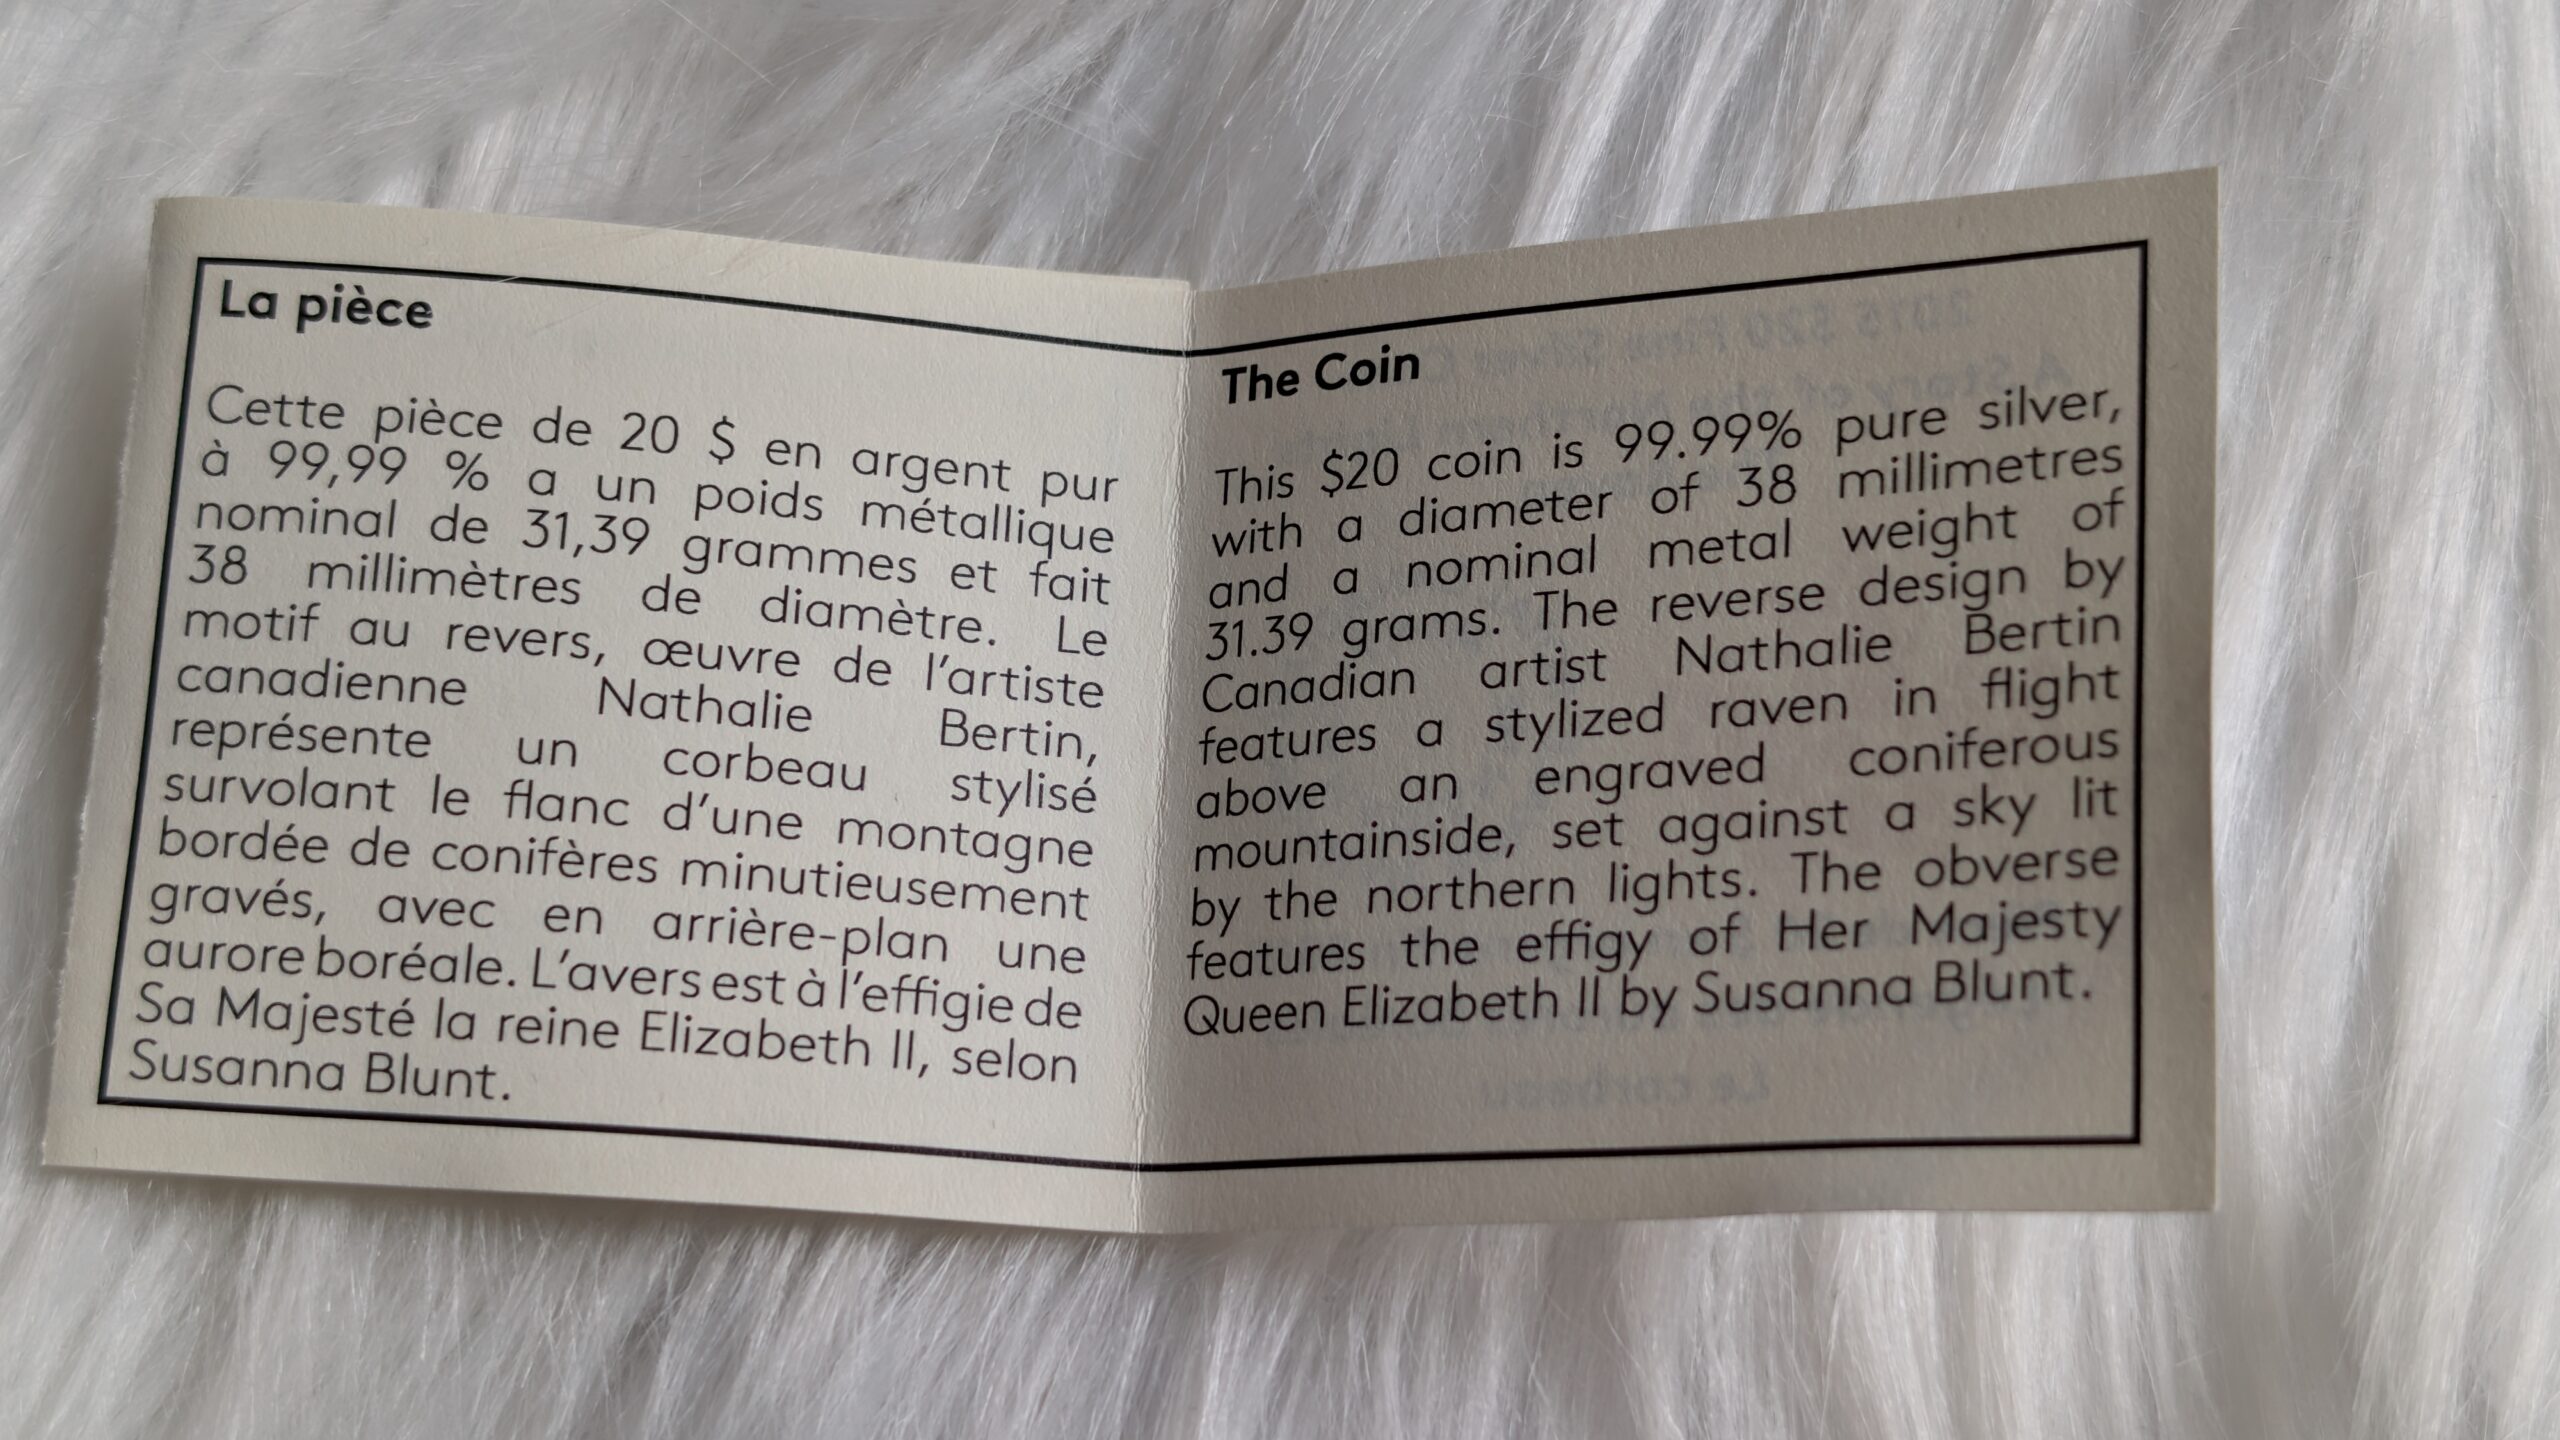 La pièce
Cette pièce de 20 $ en argent pur
à 99,99 % a un poids métallique
nominal de 31,39 grammes et fait
38 millimètres de diamètre. Le
motif au revers, œuvre de l'artiste
canadienne Nathalie Bertin,
représente un corbeau stylisé
survolant le flanc d'une montagne
bordée de conifères minutieusement
gravés, avec en arrière-plan une
aurore boréale. L'avers est à l'effigie de
Sa Majesté la reine Elizabeth II, selon
Susanna Blunt.
The Coin
This $20 coin is 99.99% pure silver,
with a diameter of 38 millimetres
and a nominal metal weight of
31.39 grams. The reverse design by
Canadian artist Nathalie Bertin
features a stylized raven in flight
above an engraved coniferous
mountainside, set against a sky lit
by the northern lights. The obverse
features the effigy of Her Majesty
Queen Elizabeth II by Susanna Blunt.